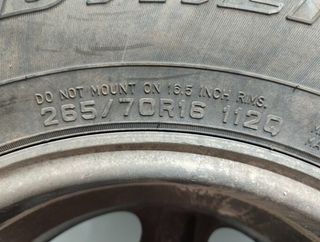 DO NOT MOUNT ON 16.5 INCH RIMS.
265/70R16 112Q